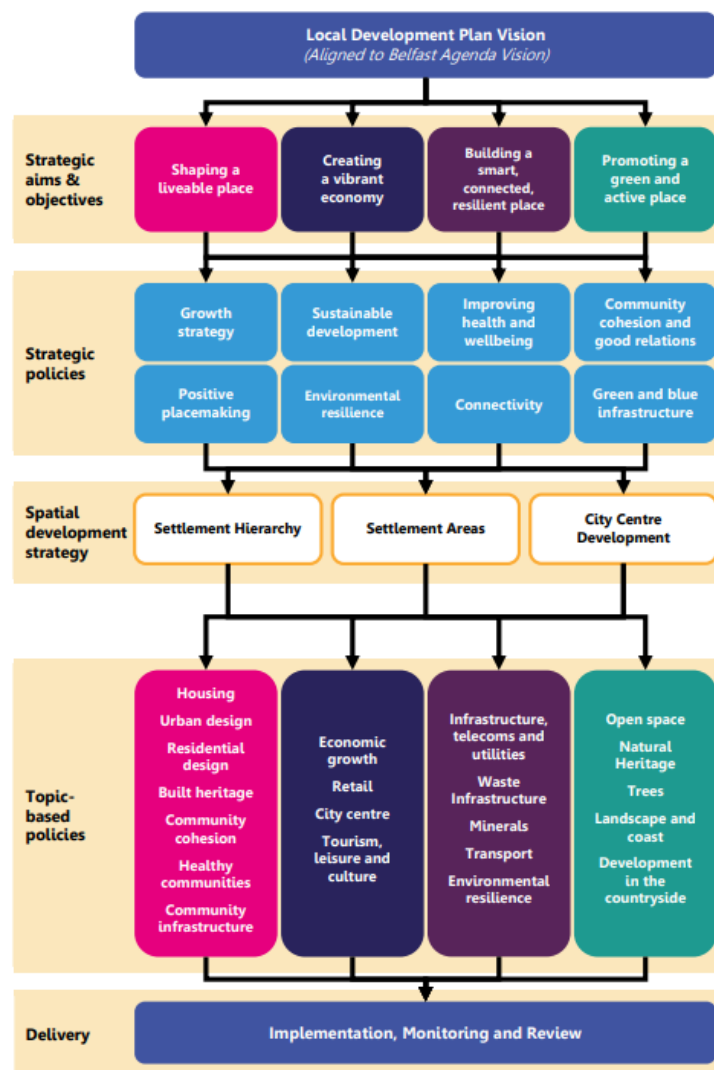 Local Development Plan Vision
(Aligned to Belfast Agenda Vision)
Strategic
aims &
objectives
Shaping a
liveable place
Creating
a vibrant
economy
Building a
smart,
connected,
resilient place
Promoting a
green and
active place
Strategic
policies
Growth
strategy
Sustainable
development
Improving
health and
wellbeing
Community
cohesion and
good relations
Positive
placemaking
Environmental
resilience
Connectivity
Green and blue
infrastructure
Spatial
development
strategy
Settlement Hierarchy
Settlement Areas
City Centre
Development
Topic-
based
policies
Housing
Urban design
Residential
design
Built heritage
Community
cohesion
Healthy
communities
Community
infrastructure
Economic
growth
Retail
City centre
Tourism,
leisure and
culture
Infrastructure,
telecoms and
utilities
Waste
Infrastructure
Minerals
Transport
Environmental
resilience
Open space
Natural
Heritage
Trees
Landscape and
coast
Development
in the
countryside
Delivery
Implementation, Monitoring and Review